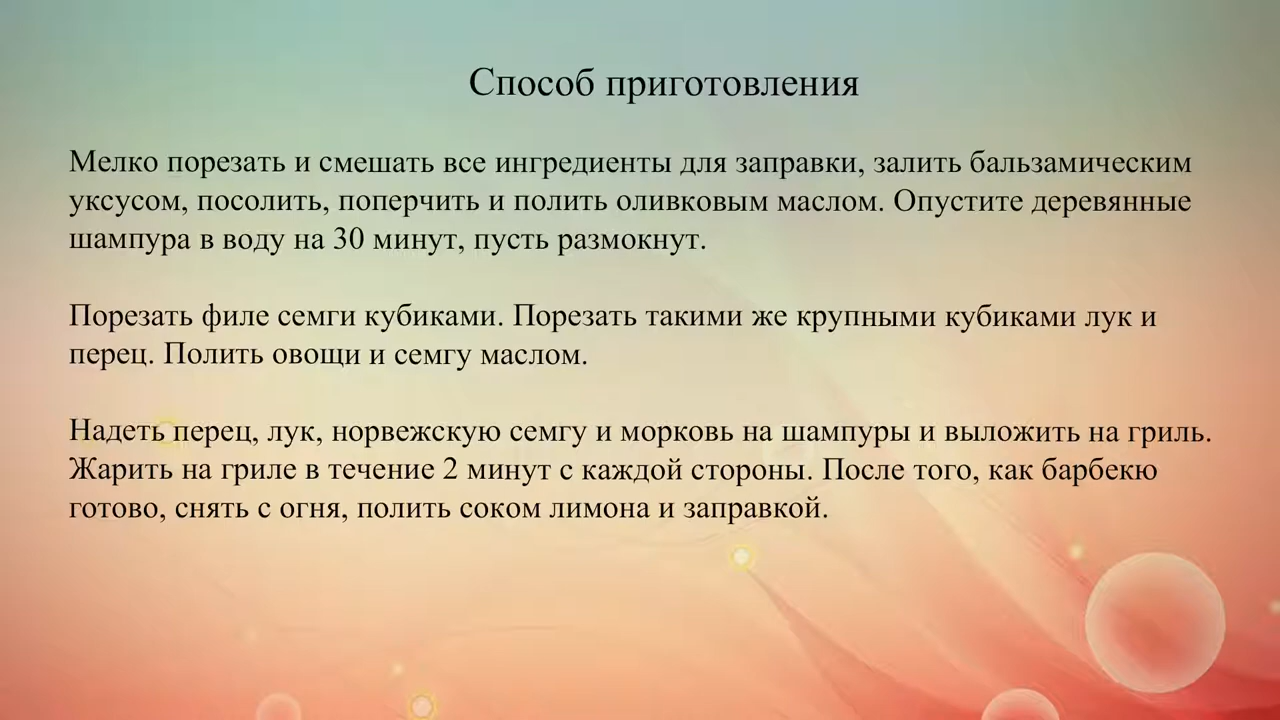 Способ приготовления
Мелко порезать и смешать все ингредиенты для заправки, залить бальзамическим
уксусом, посолить, поперчить и полить оливковым маслом. Опустите деревянные
шампура в воду на 30 минут, пусть размокнут.
Порезать филе семги кубиками. Порезать такими же крупными кубиками лук и
перец. Полить овощи и семгу маслом.
Надеть перец, лук, норвежскую семгу и морковь на шампуры и выложить на гриль.
Жарить на гриле в течение 2 минут с каждой стороны. После того, как барбекю
готово, снять с огня, полить соком лимона и заправкой.